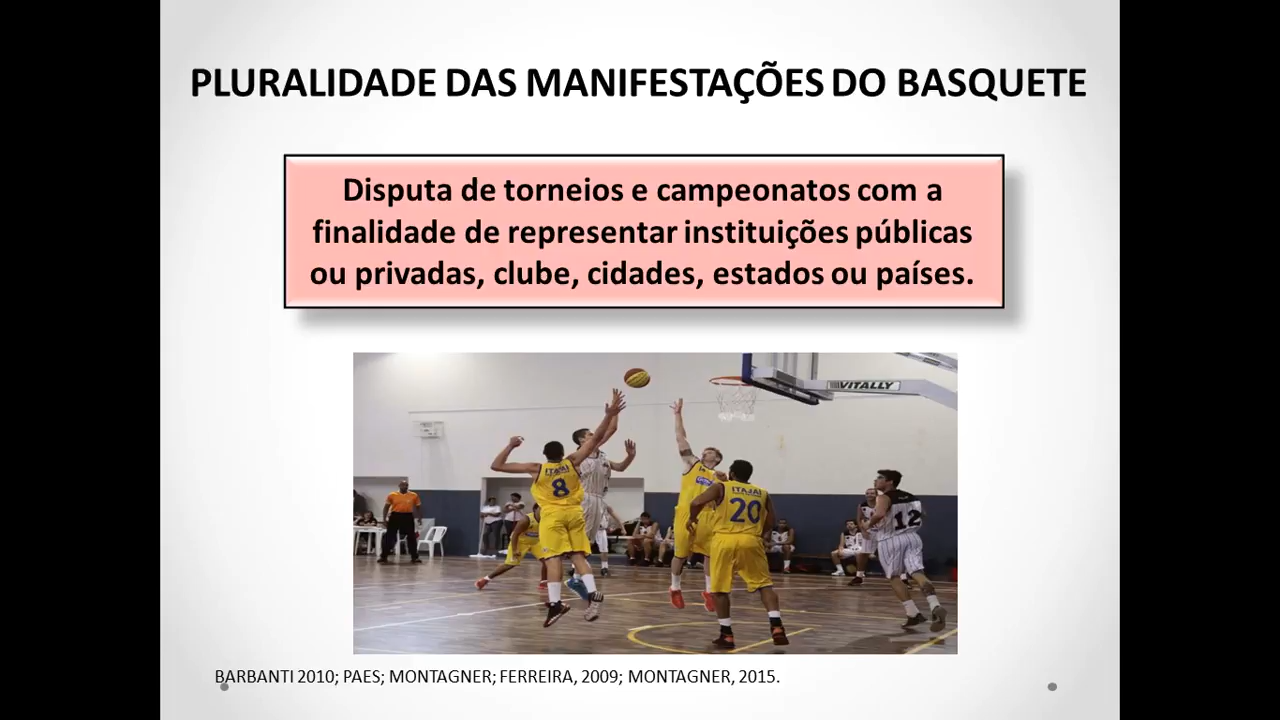 PLURALIDADE DAS MANIFESTAÇÕES DO BASQUETE
Disputa de torneios e campeonatos com a
finalidade de representar instituições públicas
ou privadas, clube, cidades, estados ou países.
VITALLY
ITAJAÍ
8
ITAJAÍ
20
12
BARBANTI 2010; PAES; MONTAGNER; FERREIRA, 2009; MONTAGNER, 2015.